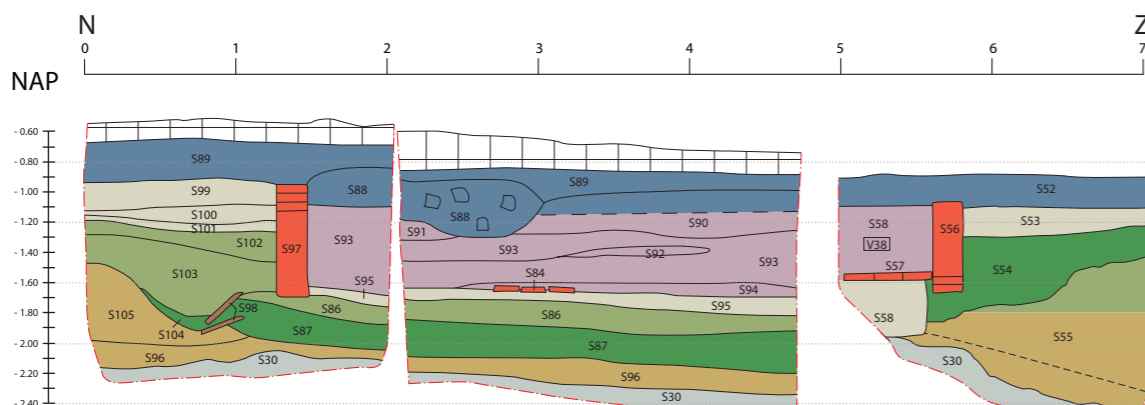 N Z
0 1 2 3 4 5 6 7
NAP
- 0.60
- 0.80
- 1.00
- 1.20
- 1.40
- 1.60
- 1.80
- 2.00
- 2.20
- 2.40
S89 S88 S99 S100 S101 S102 S97 S93 S103 S95 S98 S86 S105 S104 S87 S96 S30
S89 S88 S91 S90 S93 S92 S93 S84 S94 S95 S86 S87 S96 S30
S52 S58 S56 S53 V38 S57 S54 S58 S55 S30